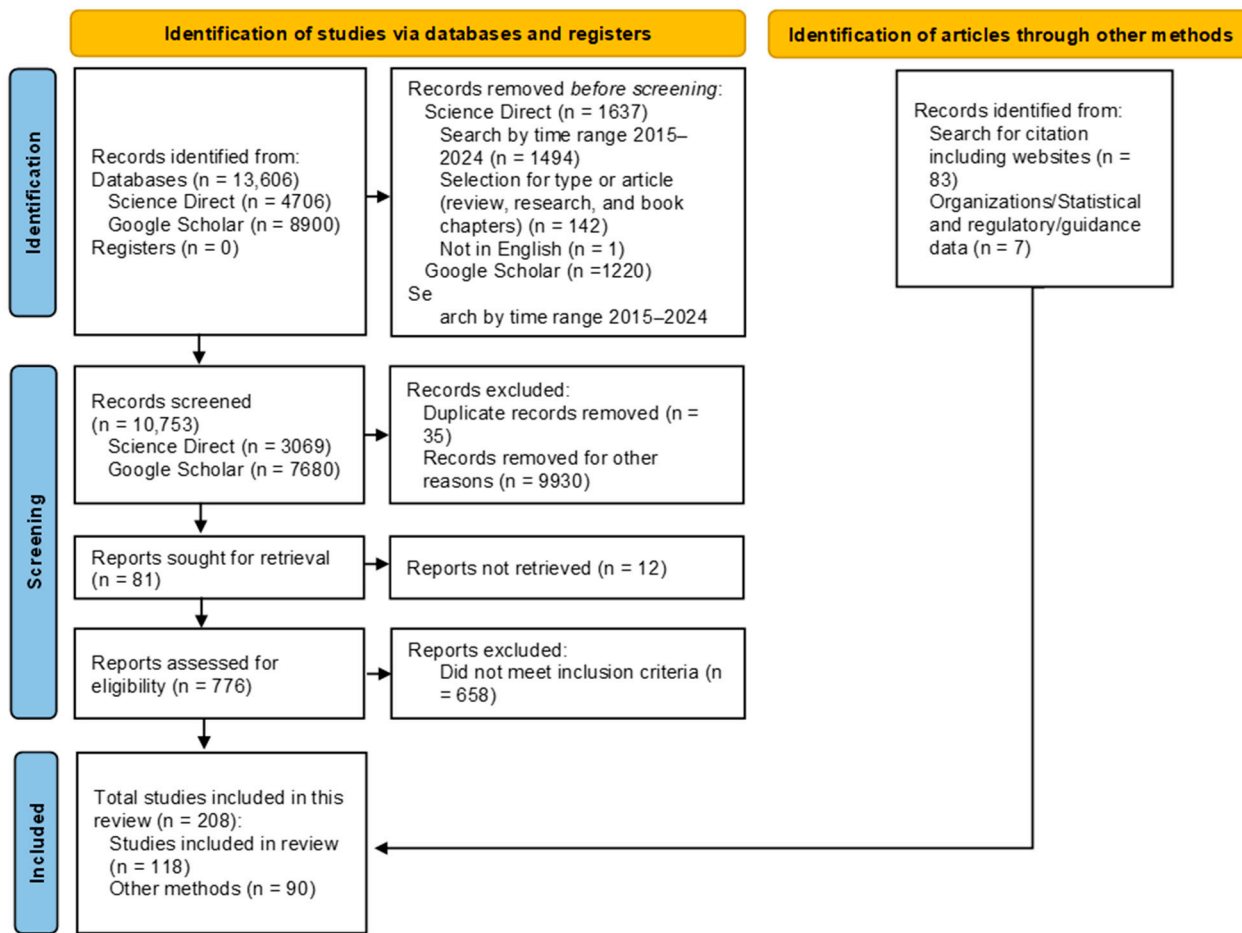 Identification of studies via databases and registers
Identification of articles through other methods
Identification
Records identified from:
Databases (n = 13,606)
Science Direct (n = 4706)
Google Scholar (n = 8900)
Registers (n = 0)
Records removed before screening:
Science Direct (n = 1637)
Search by time range 2015–
2024 (n = 1494)
Selection for type or article
(review, research, and book
chapters) (n = 142)
Not in English (n = 1)
Google Scholar (n =1220)
Se
arch by time range 2015–2024
Records identified from:
Search for citation
including websites (n =
83)
Organizations/Statistical
and regulatory/guidance
data (n = 7)
Screening
Records screened
(n = 10,753)
Science Direct (n = 3069)
Google Scholar (n = 7680)
Records excluded:
Duplicate records removed (n =
35)
Records removed for other
reasons (n = 9930)
Reports sought for retrieval
(n = 81)
Reports not retrieved (n = 12)
Reports assessed for
eligibility (n = 776)
Reports excluded:
Did not meet inclusion criteria (n
= 658)
Included
Total studies included in this
review (n = 208):
Studies included in review
(n = 118)
Other methods (n = 90)